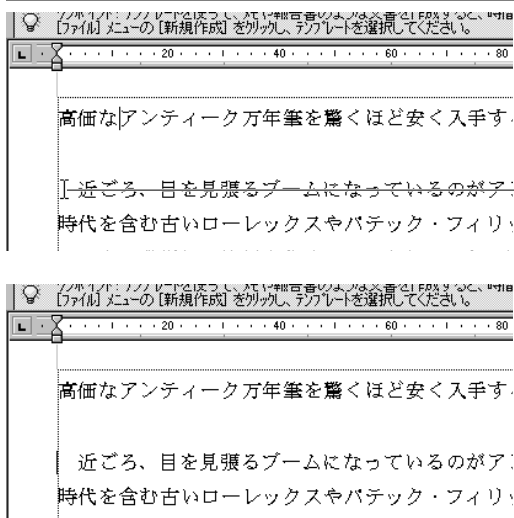 [ファイル] メニューの [新規作成] をクリックし、テンプレートを選択してください。
L 20 40 60 80
高価なアンティーク万年筆を驚くほど安く入手す
近ごろ、目を見張るブームになっているのがア
時代を含む古いローレックスやパテック・フィリッ
[ファイル] メニューの [新規作成] をクリックし、テンプレートを選択してください。
L 20 40 60 80
高価なアンティーク万年筆を驚くほど安く入手す
近ごろ、目を見張るブームになっているのがア
時代を含む古いローレックスやパテック・フィリッ